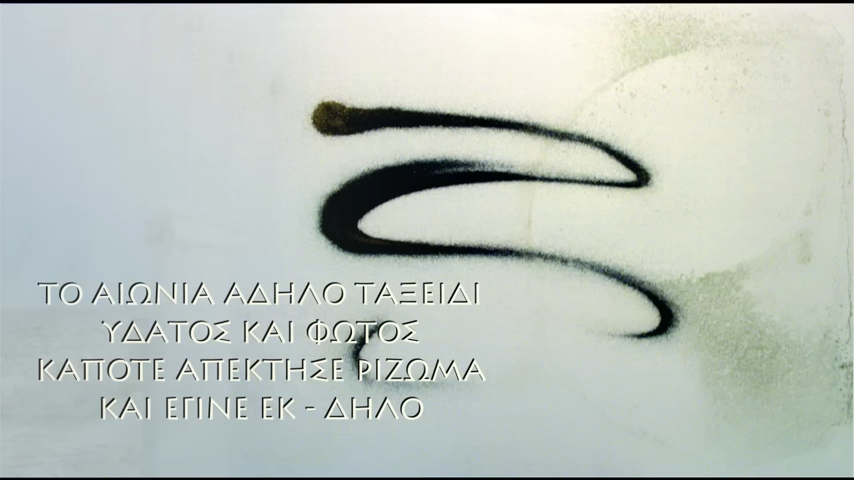 ΤΟ ΑΙΩΝΙΑ ΑΔΗΛΟ ΤΑΞΕΙΔΙ
ΥΔΑΤΟΣ ΚΑΙ ΦΩΤΟΣ
ΚΑΠΟΤΕ ΑΠΕΚΤΗΣΕ ΡΙΖΩΜΑ
ΚΑΙ ΕΓΙΝΕ ΕΚ - ΔΗΛΟ